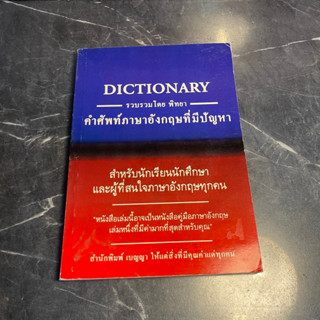 DICTIONARY
รวบรวมโดย พิทยา
คำศัพท์ภาษาอังกฤษที่มีปัญหา
สำหรับนักเรียนนักศึกษา
และผู้ที่สนใจภาษาอังกฤษทุกคน
"หนังสือเล่มนี้อาจเป็นหนังสือคู่มือภาษาอังกฤษ
เล่มหนึ่งที่มีค่ามากที่สุดสำหรับคุณ"
สำนักพิมพ์ เบญญา ให้แต่สิ่งที่มีคุณค่าแด่ทุกคน